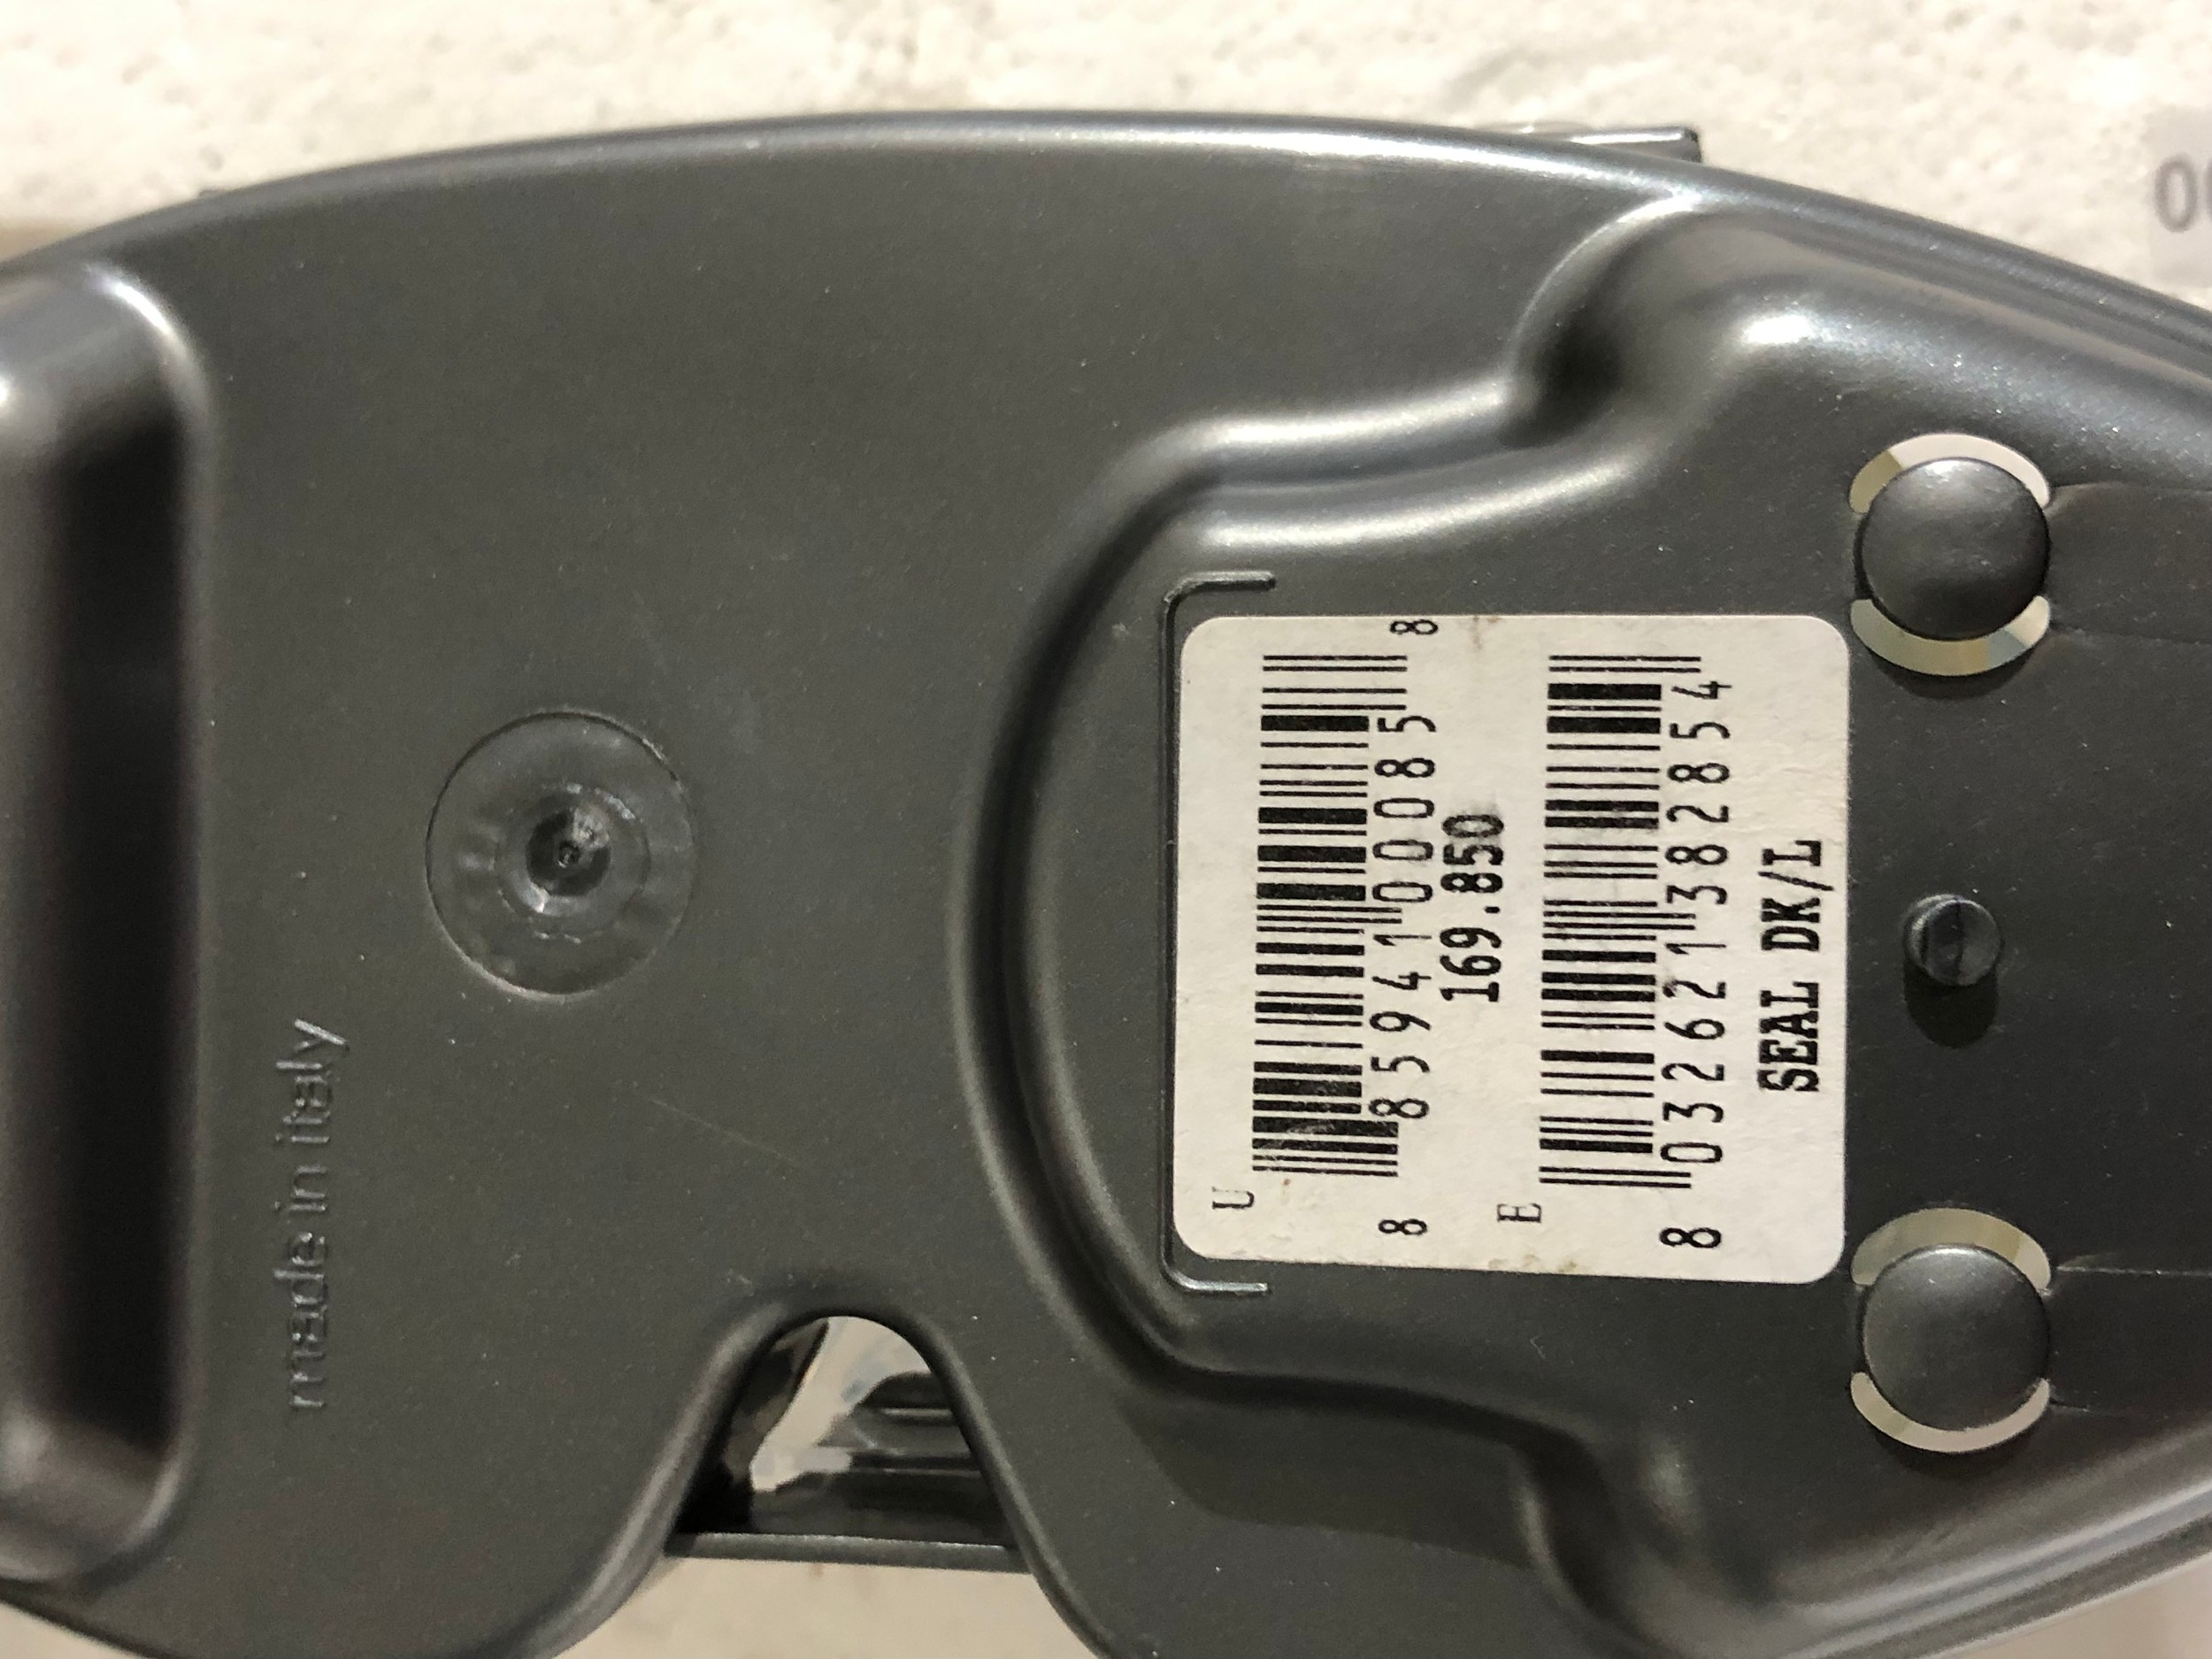 made in italy
U
8 85941 00085 8
169.850
E
8 032621 382854
SEAL DK/L